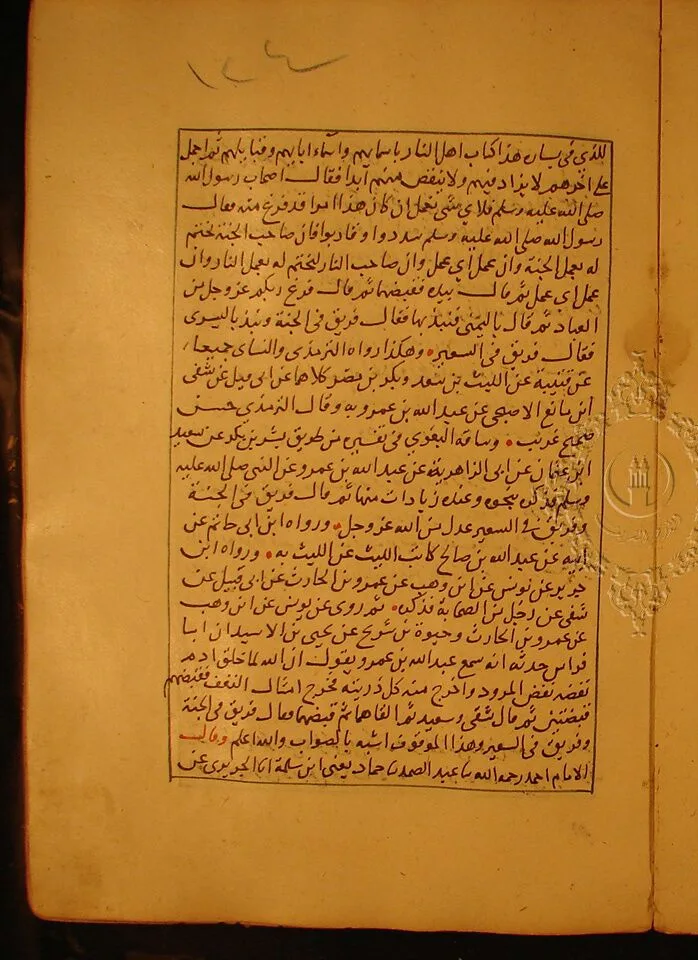 للذي في يساره هذا كتاب اهل النار باسمائهم واسماء ابايهم وقبايلهم ثم اجمل
على اخرهم لا يزاد فيهم ولا ينقص منهم ابدا فقال اصحاب رسول الله
صلى الله عليه وسلم فلاي شي نعمل ان كان هذا امرا قد فرغ منه فقال
رسول الله صلى الله عليه وسلم سددوا وقاربوا فان صاحب الجنة يختم
له بعمل الجنة وان عمل اي عمل وان صاحب النار ليختم له بعمل النار وان
عمل اي عمل ثم قال بيده فقبضها ثم قال فرغ ربكم عز وجل من
العباد ثم قال باليمنى فنبذ بها فقال فريق في الجنة ونبذ باليسرى
فقال فريق في السعير وهكذا رواه الترمذي والنساي جميعا
عن قتيبة عن الليث بن سعد وبكر بن مضر كلاهما عن ابي قبيل عن شفي
ابن ماتع الاصبحي عن عبد الله بن عمرو به وقال الترمذي حسن
صحيح غريب وساقه البغوي في تفسيره من طريق بشر بن بكر عن سعيد
ابن عثمان عن ابي الزاهرية عن عبد الله بن عمرو عن النبي صلى الله عليه
وسلم فذكره بنحوه وعنده زيادات منها ثم قال فريق في الجنة
وفريق في السعير عدل من الله عز وجل ورواه ابن ابي حاتم عن
ابيه عن عبد الله بن صالح كاتب الليث عن الليث به ورواه ابن
جرير عن يونس عن ابن وهب عن عمرو بن الحارث عن ابي قبيل عن
شفي عن رجل من الصحابة فذكره ثم روى عن يونس عن ابن وهب
عن عمرو بن الحارث وحيوة بن شريح عن يحيى بن الاسيد ان ابا
فراس حدثه انه سمع عبد الله بن عمرو يقول ان الله لما خلق ادم
نفضه نفض المرود واخرج منه كل ذريته فخرج امثال النغف فقبضهم
قبضتين ثم قال شقي وسعيد ثم القاهما ثم قبضهما فقال فريق في الجنة
وفريق في السعير وهذا الموقوف اشبه بالصواب والله اعلم وقال
الامام احمد رحمه الله عبد الصمد حماد يعني ابن سلمة انا الجريري عن